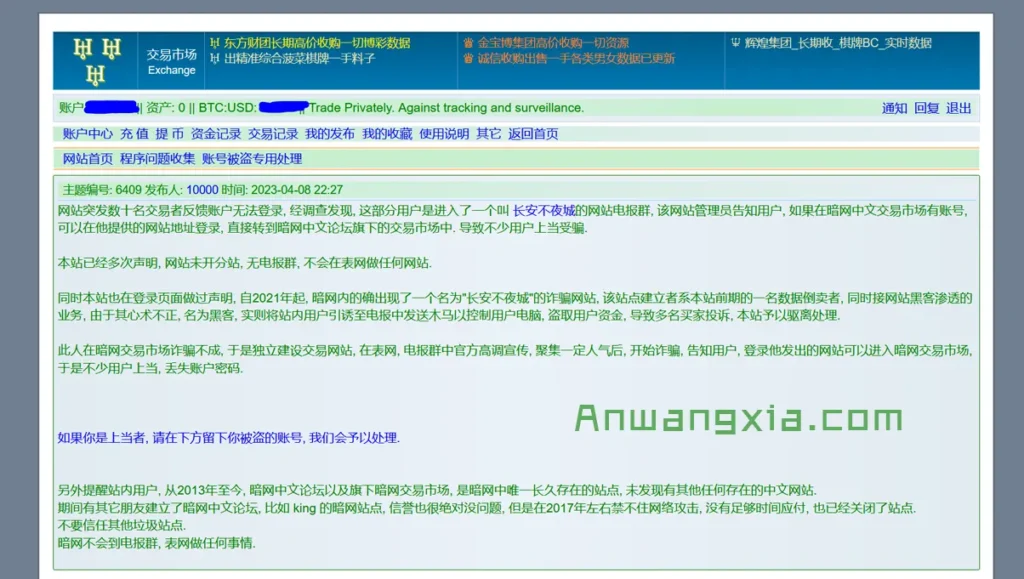 交易市场
Exchange
东方财团长期高价收购一切博彩数据
出精准综合菠菜棋牌一手料子
金宝博集团高价收购一切资源
诚信收购出售一手各类男女数据已更新
辉煌集团_长期收_棋牌BC_实时数据
账户 || 资产: 0 || BTC:USD: || Trade Privately. Against tracking and surveillance.
通知 回复 退出
账户中心 充 值 提 币 资金记录 交易记录 我的发布 我的收藏 使用说明 其它 返回首页
网站首页 程序问题收集 账号被盗专用处理
主题编号: 6409 发布人: 10000 时间: 2023-04-08 22:27
网站突发数十名交易者反馈账户无法登录, 经调查发现, 这部分用户是进入了一个叫 长安不夜城的网站电报群, 该网站管理员告知用户, 如果在暗网中文交易市场有账号,
可以在他提供的网站地址登录, 直接转到暗网中文论坛旗下的交易市场中. 导致不少用户上当受骗.
本站已经多次声明, 网站未开分站, 无电报群, 不会在表网做任何网站.
同时本站也在登录页面做过声明, 自2021年起, 暗网内的确出现了一个名为"长安不夜城"的诈骗网站, 该站点建立者系本站前期的一名数据倒卖者, 同时接网站黑客渗透的
业务, 由于其心术不正, 名为黑客, 实则将站内用户引诱至电报中发送木马以控制用户电脑, 盗取用户资金, 导致多名买家投诉, 本站予以驱离处理.
此人在暗网交易市场诈骗不成, 于是独立建设交易网站, 在表网, 电报群中官方高调宣传, 聚集一定人气后, 开始诈骗, 告知用户, 登录他发出的网站可以进入暗网交易市场,
于是不少用户上当, 丢失账户密码.
Anwangxia.com
如果你是上当者, 请在下方留下你被盗的账号, 我们会予以处理.
另外提醒站内用户, 从2013年至今, 暗网中文论坛以及旗下暗网交易市场, 是暗网中唯一长久存在的站点, 未发现有其他任何存在的中文网站.
期间有其它朋友建立了暗网中文论坛, 比如 king 的暗网站点, 信誉也很绝对没问题, 但是在2017年左右禁不住网络攻击, 没有足够时间应付, 也已经关闭了站点.
不要信任其他垃圾站点.
暗网不会到电报群, 表网做任何事情.